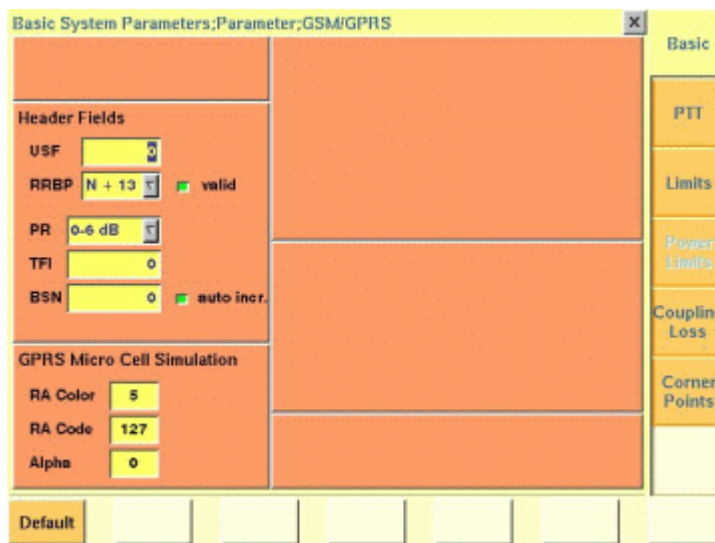 Basic System Parameters;Parameter;GSM/GPRS
Basic
Header Fields
USF 0
RRBP N + 13 valid
PR 0-6 dB
TFI 0
BSN 0 auto incr.
GPRS Micro Cell Simulation
RA Color 5
RA Code 127
Alpha 0
PTT
Limits
Power
Limits
Couplin
Loss
Corner
Points
Default